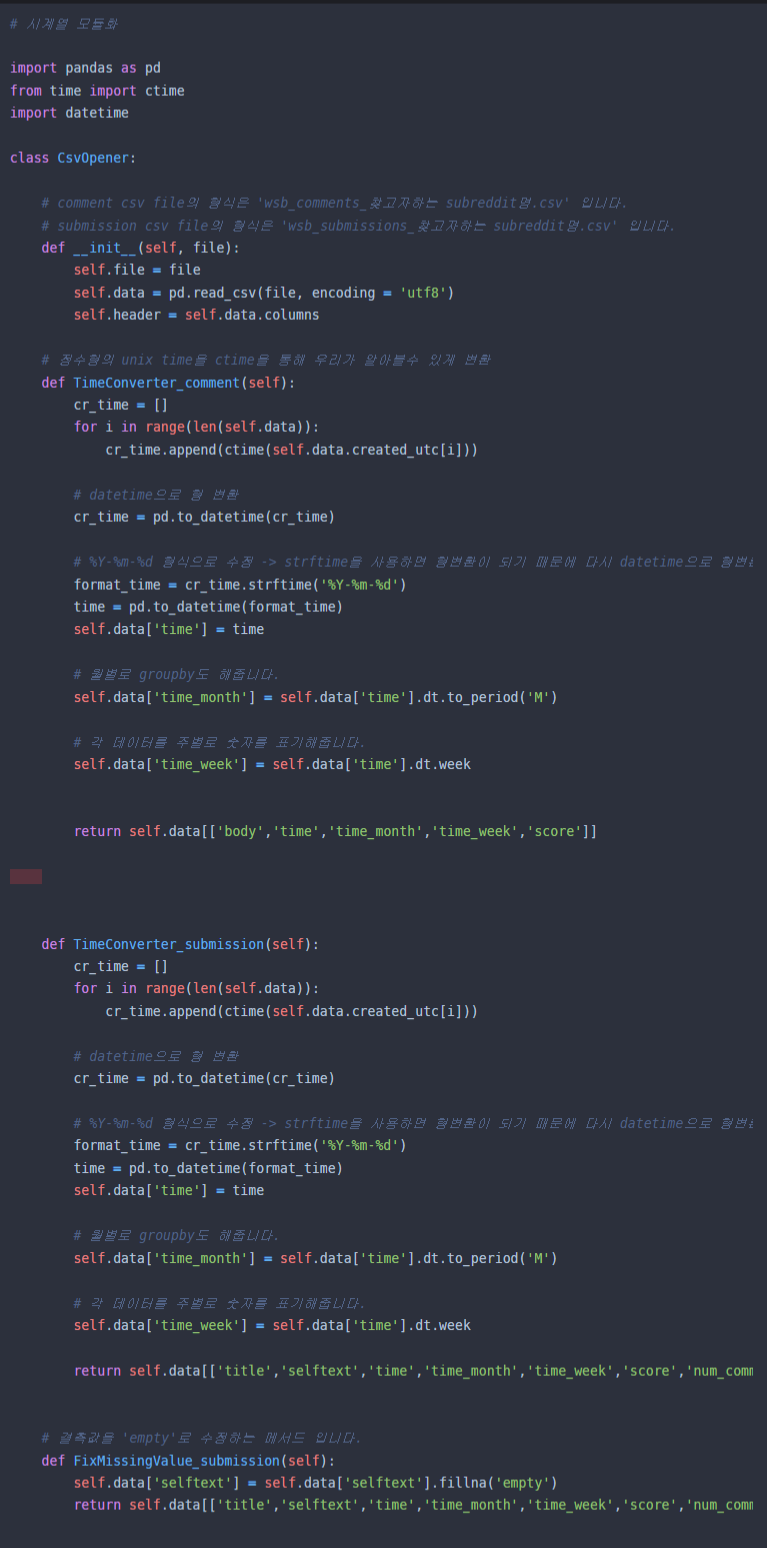 # 시계열 모듈화
import pandas as pd
from time import ctime
import datetime
class CsvOpener:
# comment csv file의 형식은 'wsb_comments_찾고자하는 subreddit명.csv' 입니다.
# submission csv file의 형식은 'wsb_submissions_찾고자하는 subreddit명.csv' 입니다.
def __init__(self, file):
self.file = file
self.data = pd.read_csv(file, encoding = 'utf8')
self.header = self.data.columns
# 정수형의 unix time을 ctime을 통해 우리가 알아볼수 있게 변환
def TimeConverter_comment(self):
cr_time = []
for i in range(len(self.data)):
cr_time.append(ctime(self.data.created_utc[i]))
# datetime으로 형 변환
cr_time = pd.to_datetime(cr_time)
# %Y-%m-%d 형식으로 수정 -> strftime을 사용하면 형변환이 되기 때문에 다시 datetime으로
format_time = cr_time.strftime('%Y-%m-%d')
time = pd.to_datetime(format_time)
self.data['time'] = time
# 월별로 groupby도 해줍니다.
self.data['time_month'] = self.data['time'].dt.to_period('M')
# 각 데이터를 주별로 숫자를 표기해줍니다.
self.data['time_week'] = self.data['time'].dt.week
return self.data[['body','time','time_month','time_week','score']]
def TimeConverter_submission(self):
cr_time = []
for i in range(len(self.data)):
cr_time.append(ctime(self.data.created_utc[i]))
# datetime으로 형 변환
cr_time = pd.to_datetime(cr_time)
# %Y-%m-%d 형식으로 수정 -> strftime을 사용하면 형변환이 되기 때문에 다시 datetime으로
format_time = cr_time.strftime('%Y-%m-%d')
time = pd.to_datetime(format_time)
self.data['time'] = time
# 월별로 groupby도 해줍니다.
self.data['time_month'] = self.data['time'].dt.to_period('M')
# 각 데이터를 주별로 숫자를 표기해줍니다.
self.data['time_week'] = self.data['time'].dt.week
return self.data[['title','selftext','time','time_month','time_week','score','num_comm
# 결측값을 'empty'로 수정하는 메서드 입니다.
def FixMissingValue_submission(self):
self.data['selftext'] = self.data['selftext'].fillna('empty')
return self.data[['title','selftext','time','time_month','time_week','score','num_comm